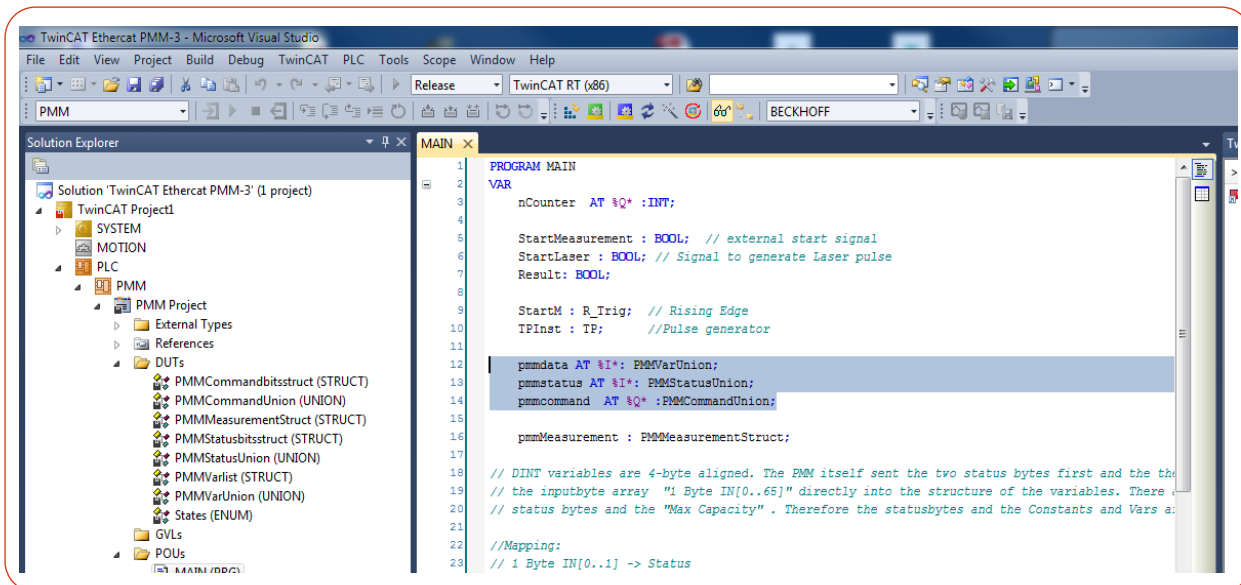 TwinCAT Ethercat PMM-3 - Microsoft Visual Studio
File Edit View Project Build Debug TwinCAT PLC Tools Scope Window Help
Release TwinCAT RT (x86)
PMM BECKHOFF
Solution Explorer
MAIN
Solution 'TwinCAT Ethercat PMM-3' (1 project)
TwinCAT Project1
SYSTEM
MOTION
PLC
PMM
PMM Project
External Types
References
DUTs
PMMCommandbitsstruct (STRUCT)
PMMCommandUnion (UNION)
PMMMeasurementStruct (STRUCT)
PMMStatusbitsstruct (STRUCT)
PMMStatusUnion (UNION)
PMMVarlist (STRUCT)
PMMVarUnion (UNION)
States (ENUM)
GVLs
POUs
MAIN (PRG)
1 PROGRAM MAIN
2 VAR
3 nCounter AT %Q* :INT;
4
5 StartMeasurement : BOOL; // external start signal
6 StartLaser : BOOL; // Signal to generate Laser pulse
7 Result: BOOL;
8
9 StartM : R_Trig; // Rising Edge
10 TPInst : TP; //Pulse generator
11
12 pmmdata AT %I*: PMMVarUnion;
13 pmmstatus AT %I*: PMMStatusUnion;
14 pmmcommand AT %Q* :PMMCommandUnion;
15
16 pmmMeasurement : PMMMeasurementStruct;
17
18 // DINT variables are 4-byte aligned. The PMM itself sent the two status bytes first and the the
19 // the inputbyte array "1 Byte IN[0..65]" directly into the structure of the variables. There
20 // status bytes and the "Max Capacity" . Therefore the statusbytes and the Constants and Vars
21
22 //Mapping:
23 // 1 Byte IN[0..1] -> Status